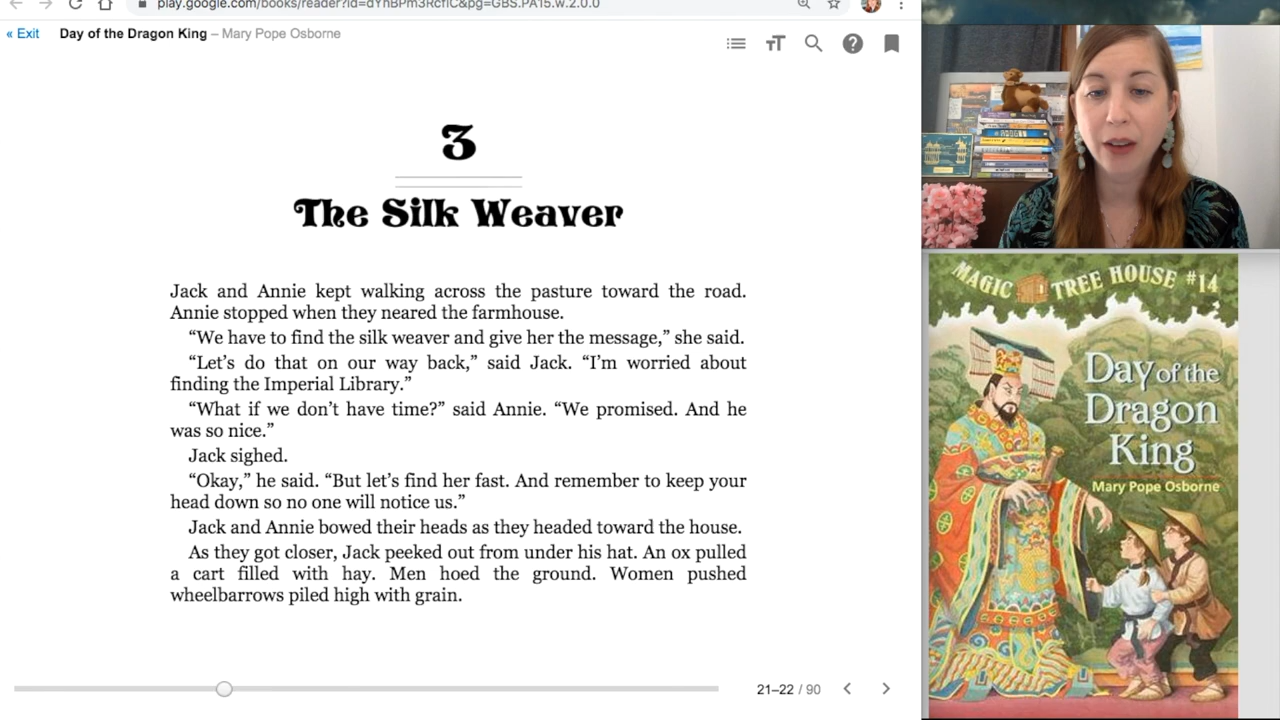 play.google.com/books/reader?id=dYnBPm3RcfIC&pg=GBS.PA15.w.2.0.0
« Exit Day of the Dragon King – Mary Pope Osborne
3
The Silk Weaver
Jack and Annie kept walking across the pasture toward the road.
Annie stopped when they neared the farmhouse.
“We have to find the silk weaver and give her the message,” she said.
“Let’s do that on our way back,” said Jack. “I’m worried about
finding the Imperial Library.”
“What if we don’t have time?” said Annie. “We promised. And he
was so nice.”
Jack sighed.
“Okay,” he said. “But let’s find her fast. And remember to keep your
head down so no one will notice us.”
Jack and Annie bowed their heads as they headed toward the house.
As they got closer, Jack peeked out from under his hat. An ox pulled
a cart filled with hay. Men hoed the ground. Women pushed
wheelbarrows piled high with grain.
21–22 / 90
MAGIC TREE HOUSE #14
Day of the
Dragon
King
Mary Pope Osborne